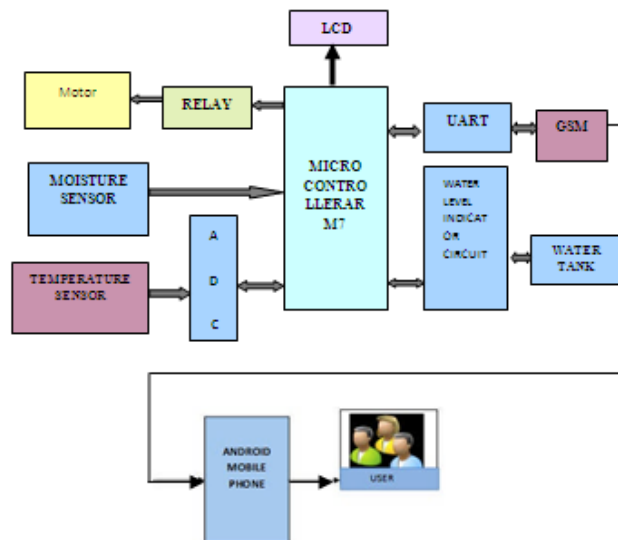 LCD
Motor
RELAY
UART
GSM
MICRO
CONTRO
LLERAR
M7
MOISTURE
SENSOR
WATER
LEVEL
INDICAT
OR
CIRCUIT
WATER
TANK
A
D
C
TEMPERATURE
SENSOR
ANDROID
MOBILE
PHONE
USER